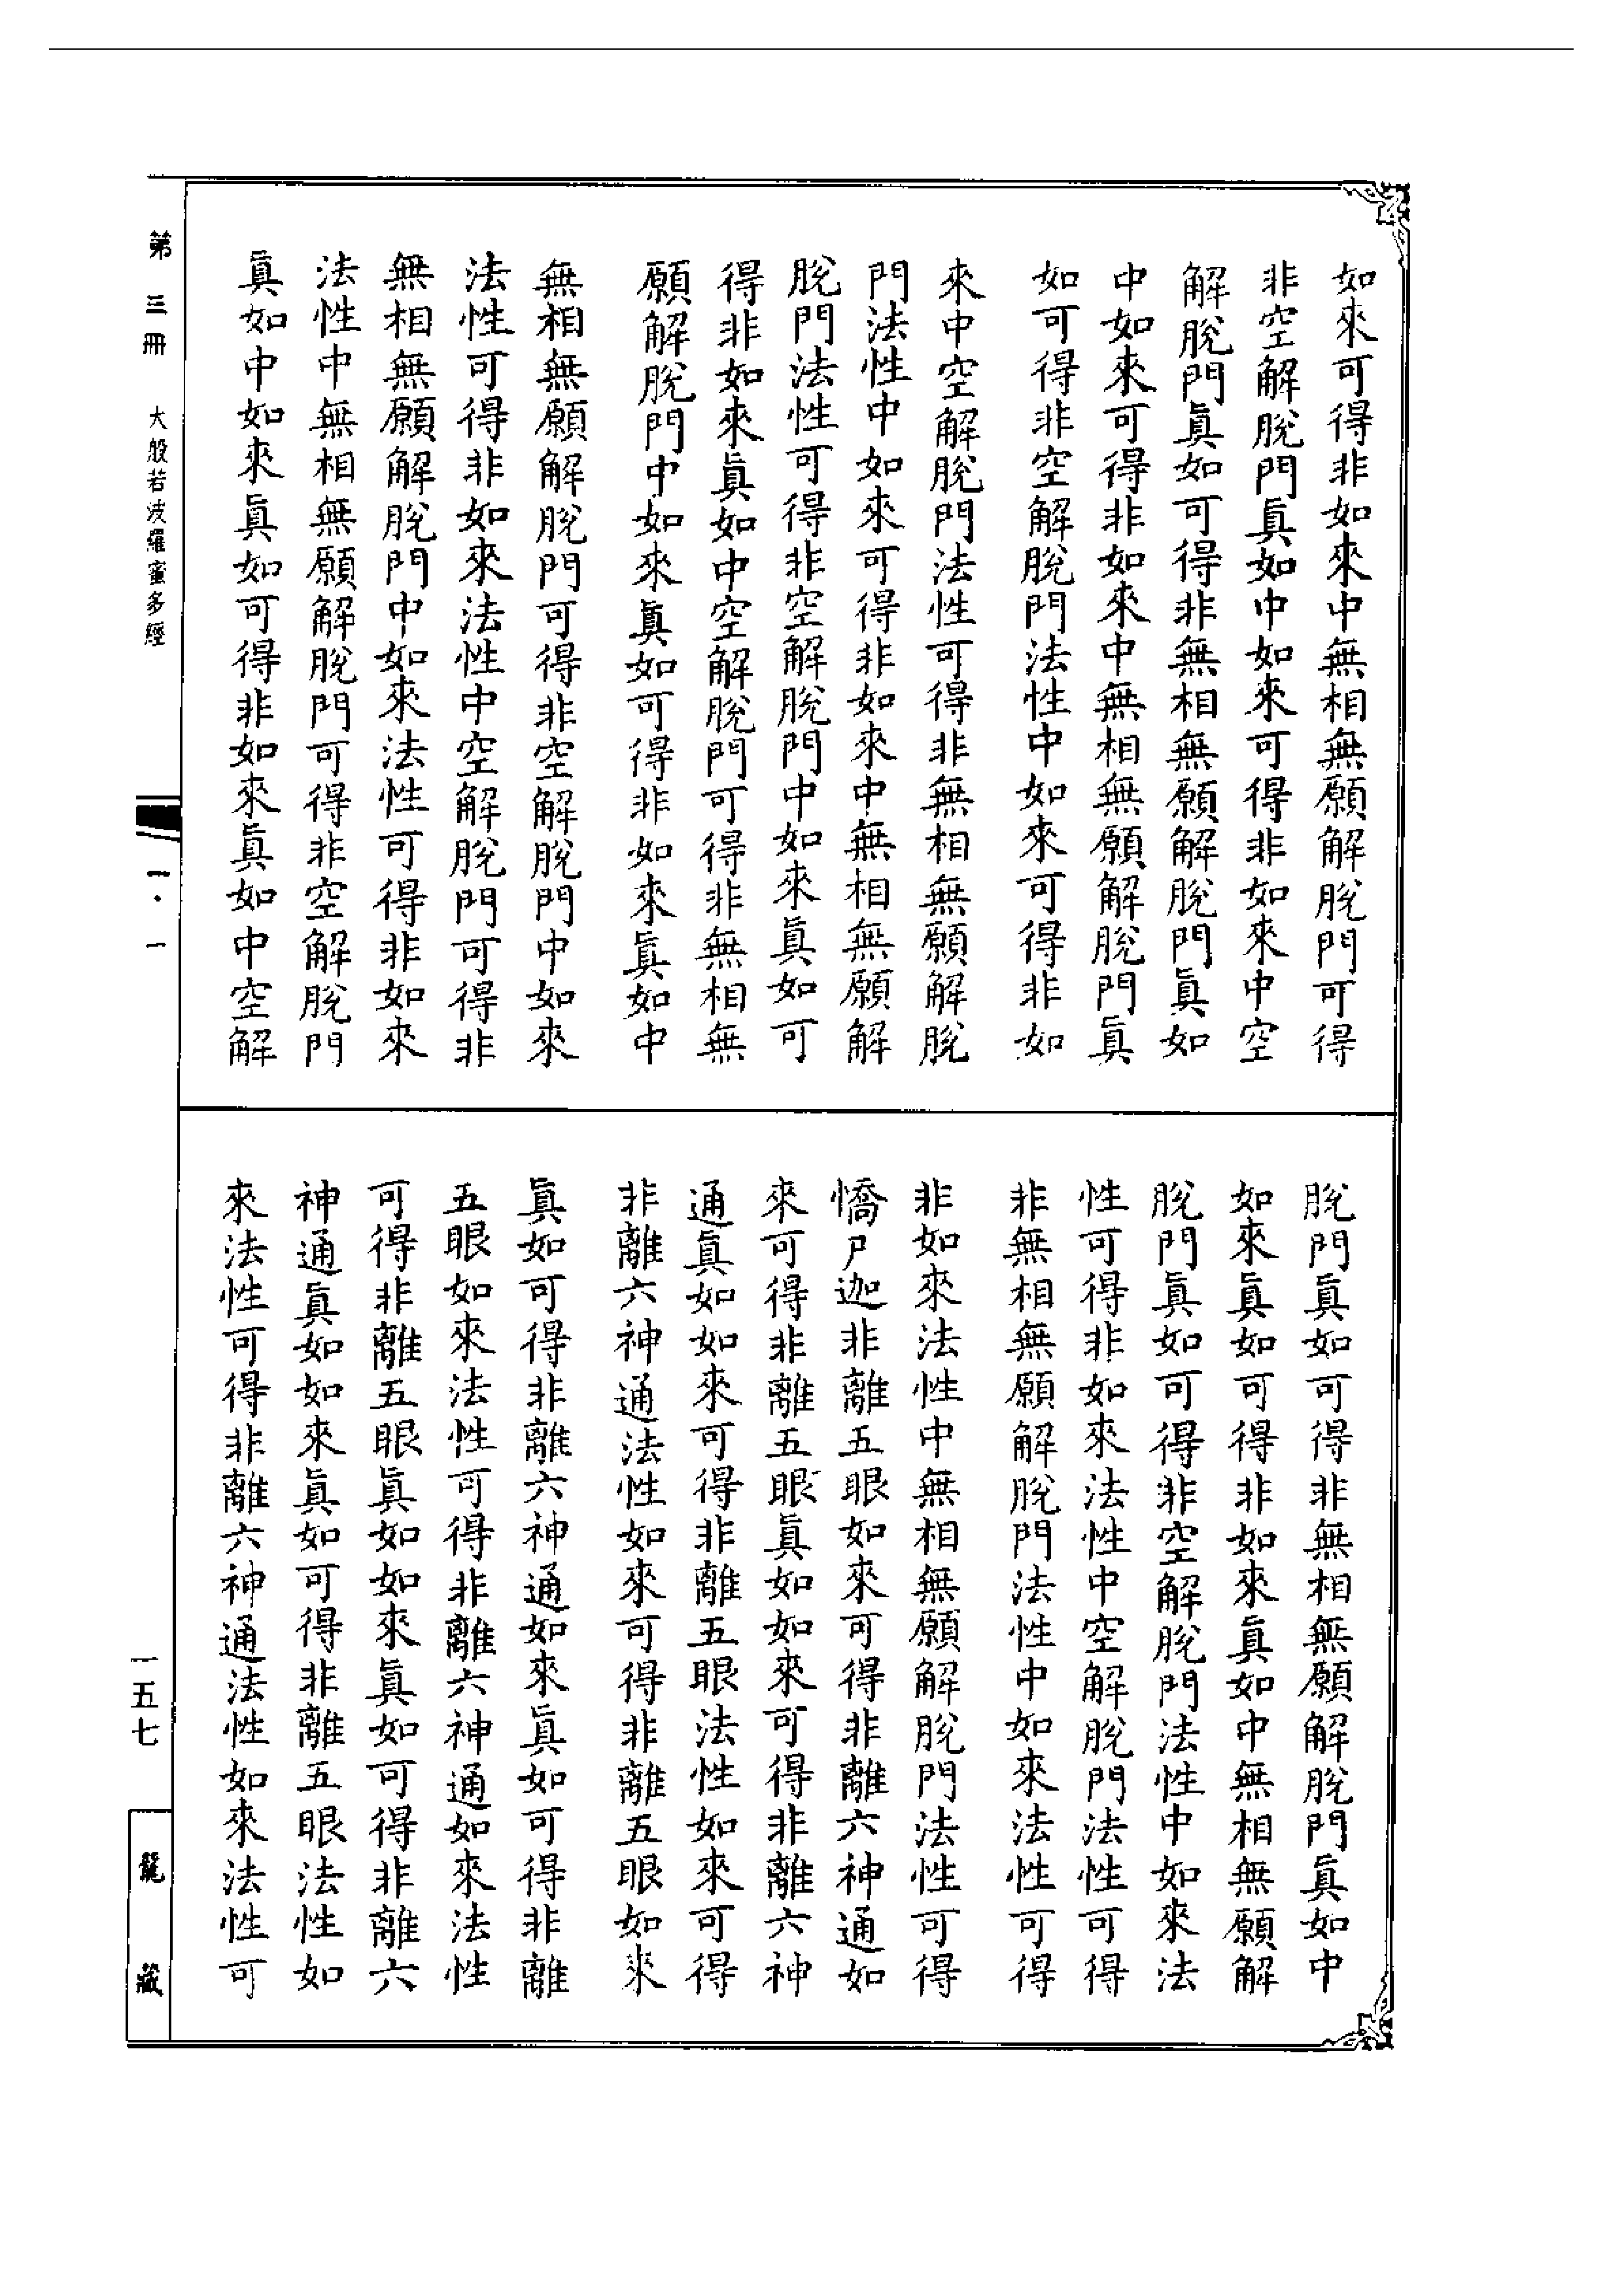 如來可得非如來中無相無願解脫門可得
非空解脫門眞如中如來可得非如來中空
解脫門眞如可得非無相無願解脫門眞如
中如來可得非如來中無相無願解脫門眞
如可得非空解脫門法性中如來可得非如
來中空解脫門法性可得非無相無願解脫
門法性中如來可得非如來中無相無願解
脫門法性可得非空解脫門中如來眞如可
得非如來眞如中空解脫門可得非無相無
願解脫門中如來眞如可得非如來眞如中
無相無願解脫門可得非空解脫門中如來
法性可得非如來法性中空解脫門可得非
無相無願解脫門中如來法性可得非如來
法性中無相無願解脫門可得非空解脫門
眞如中如來眞如可得非如來眞如中空解
脫門眞如可得非無相無願解脫門眞如中
如來眞如可得非如來眞如中無相無願解
脫門眞如可得非空解脫門法性中如來法
性可得非如來法性中空解脫門法性可得
非無相無願解脫門法性中如來法性可得
非如來法性中無相無願解脫門法性可得
憍尸迦非離五眼如來可得非離六神通如
來可得非離五眼眞如如來可得非離六神
通眞如如來可得非離五眼法性如來可得
非離六神通法性如來可得非離五眼如來
眞如可得非離六神通如來眞如可得非離
五眼如來法性可得非離六神通如來法性
可得非離五眼眞如如來眞如可得非離六
神通眞如如來眞如可得非離五眼法性如
來法性可得非離六神通法性如來法性可
第三冊 大般若波羅蜜多經
一·一
一五七
龍藏